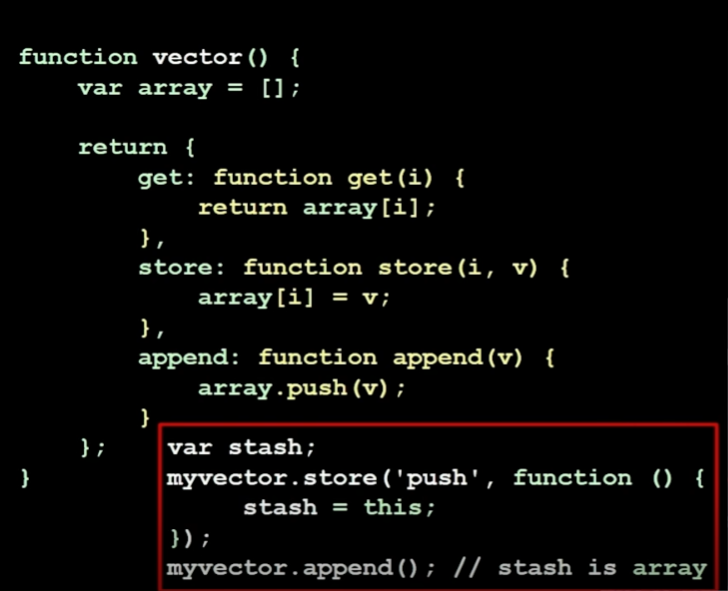 function vector() {
    var array = [];
    return {
        get: function get(i) {
            return array[i];
        },
        store: function store(i, v) {
            array[i] = v;
        },
        append: function append(v) {
            array.push(v);
        }
    };
}
var stash;
myvector.store('push', function () {
    stash = this;
});
myvector.append(); // stash is array